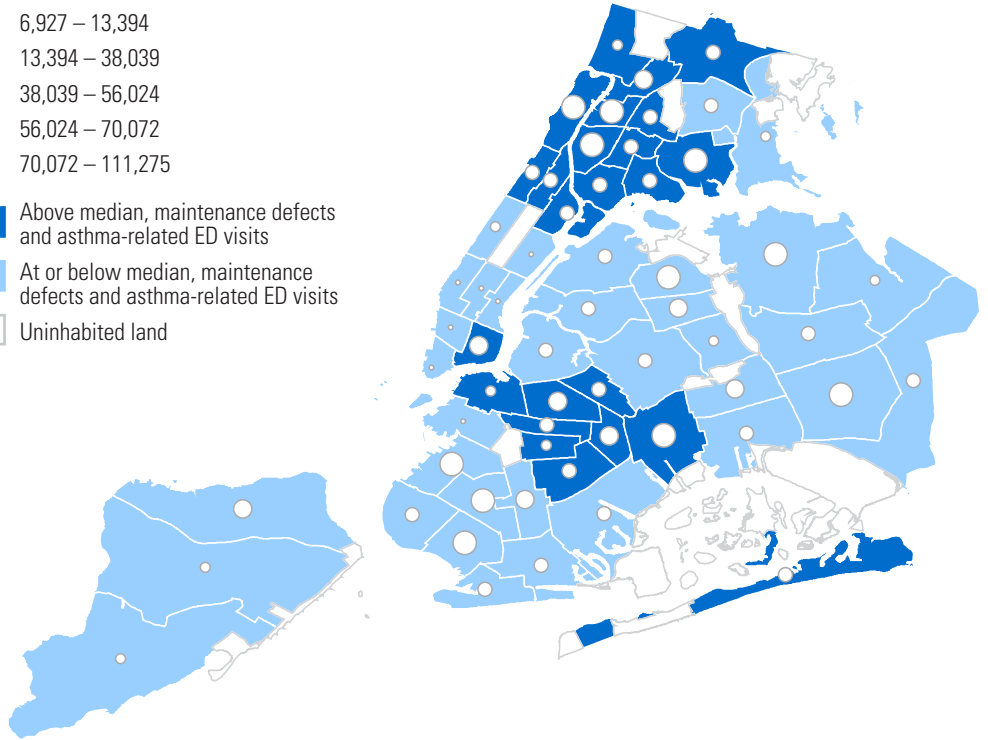 6,927 – 13,394
13,394 – 38,039
38,039 – 56,024
56,024 – 70,072
70,072 – 111,275
Above median, maintenance defects
and asthma-related ED visits
At or below median, maintenance
defects and asthma-related ED visits
Uninhabited land